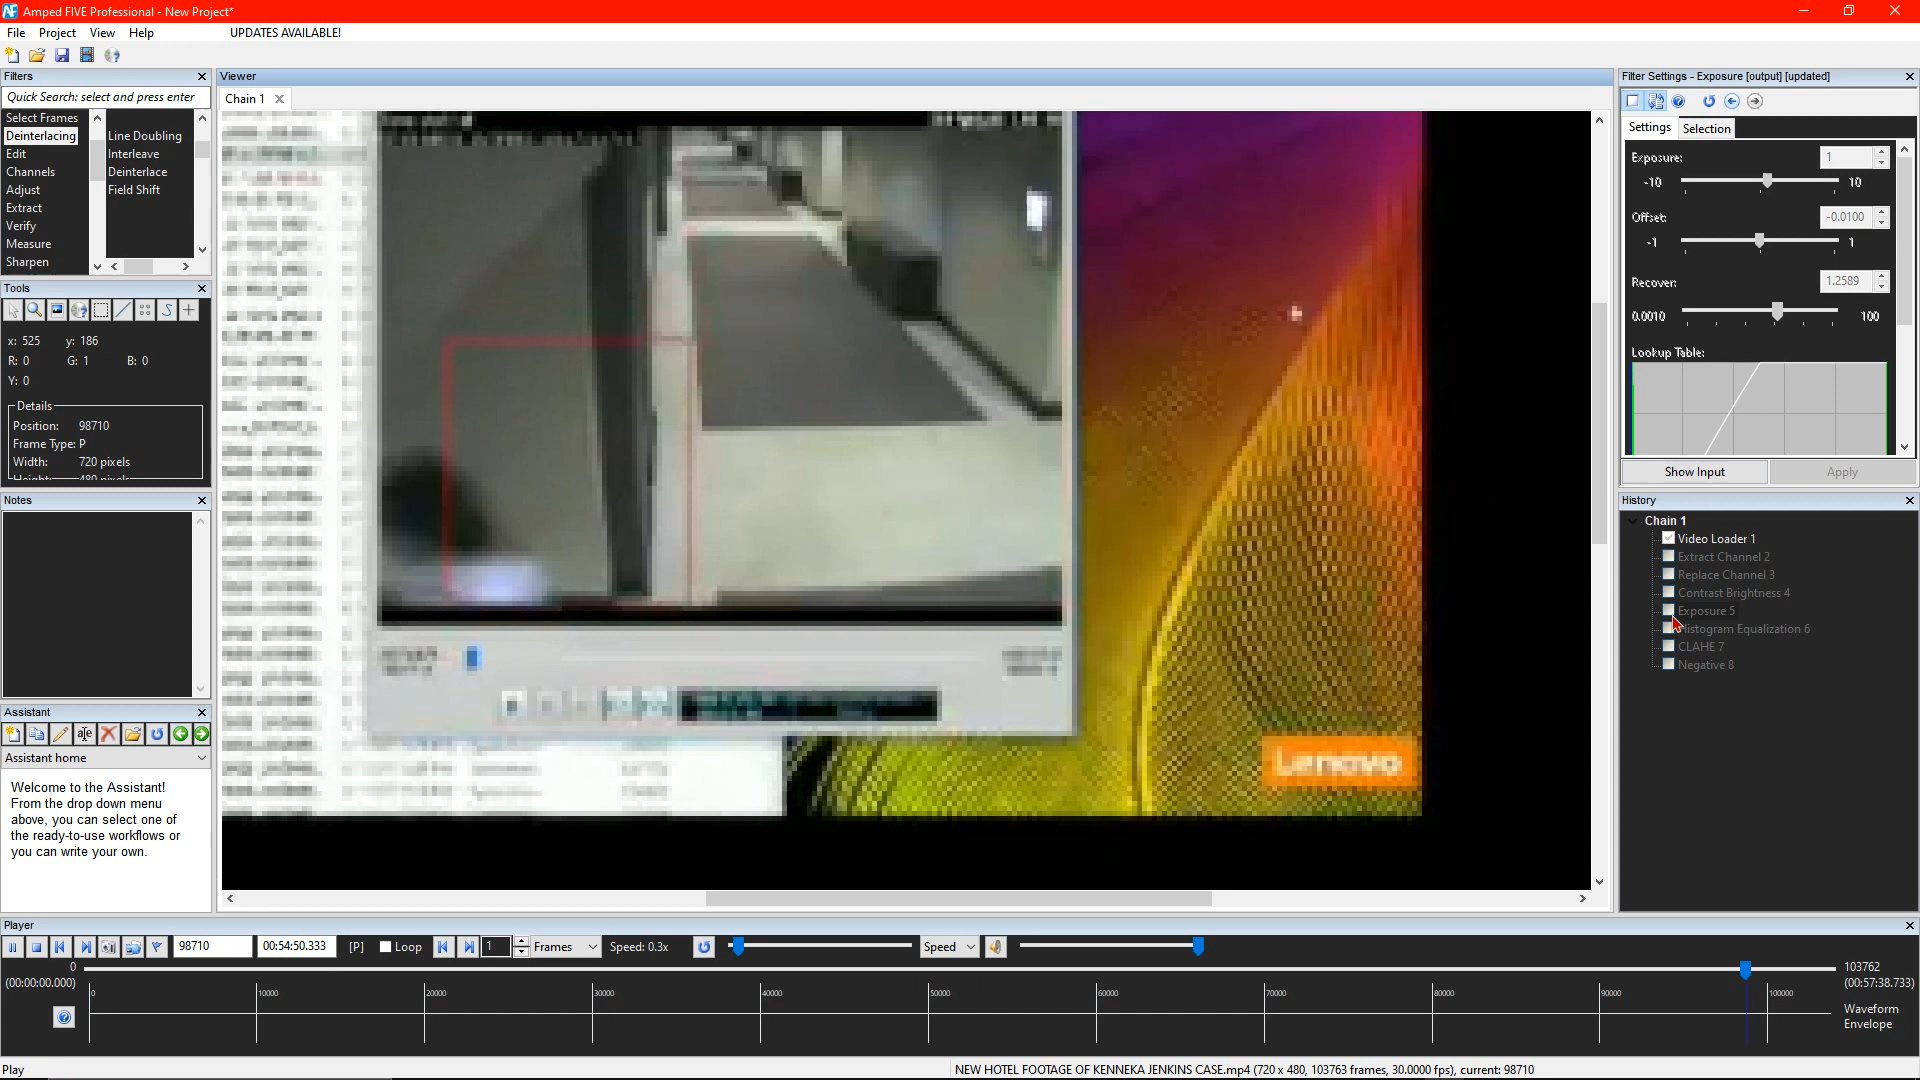 Amped FIVE Professional - New Project*
File Project View Help UPDATES AVAILABLE!
Filters
Quick Search: select and press enter
Select Frames
Deinterlacing
Edit
Channels
Adjust
Extract
Verify
Measure
Sharpen
Line Doubling
Interleave
Deinterlace
Field Shift
Tools
x: 525 y: 186
R: 0 G: 1 B: 0
Y: 0
Details
Position: 98710
Frame Type: P
Width: 720 pixels
Height: 480 pixels
Notes
Assistant
Assistant home
Welcome to the Assistant!
From the drop down menu
above, you can select one of
the ready-to-use workflows or
you can write your own.
Viewer
Chain 1
Lenovo
Filter Settings - Exposure [output] [updated]
Settings Selection
Exposure: 1
-10 10
Offset: -0.0100
-1 1
Recover: 1.2589
0.0010 100
Lookup Table:
Show Input Apply
History
Chain 1
Video Loader 1
Extract Channel 2
Replace Channel 3
Contrast Brightness 4
Exposure 5
Histogram Equalization 6
CLAHE 7
Negative 8
Player
98710 00:54:50.333 [P] Loop 1 Frames Speed: 0.3x Speed
0 103762
(00:00:00.000) (00:57:38.733)
0 10000 20000 30000 40000 50000 60000 70000 80000 90000 100000
Waveform
Envelope
Play NEW HOTEL FOOTAGE OF KENNEKA JENKINS CASE.mp4 (720 x 480, 103763 frames, 30.0000 fps), current: 98710